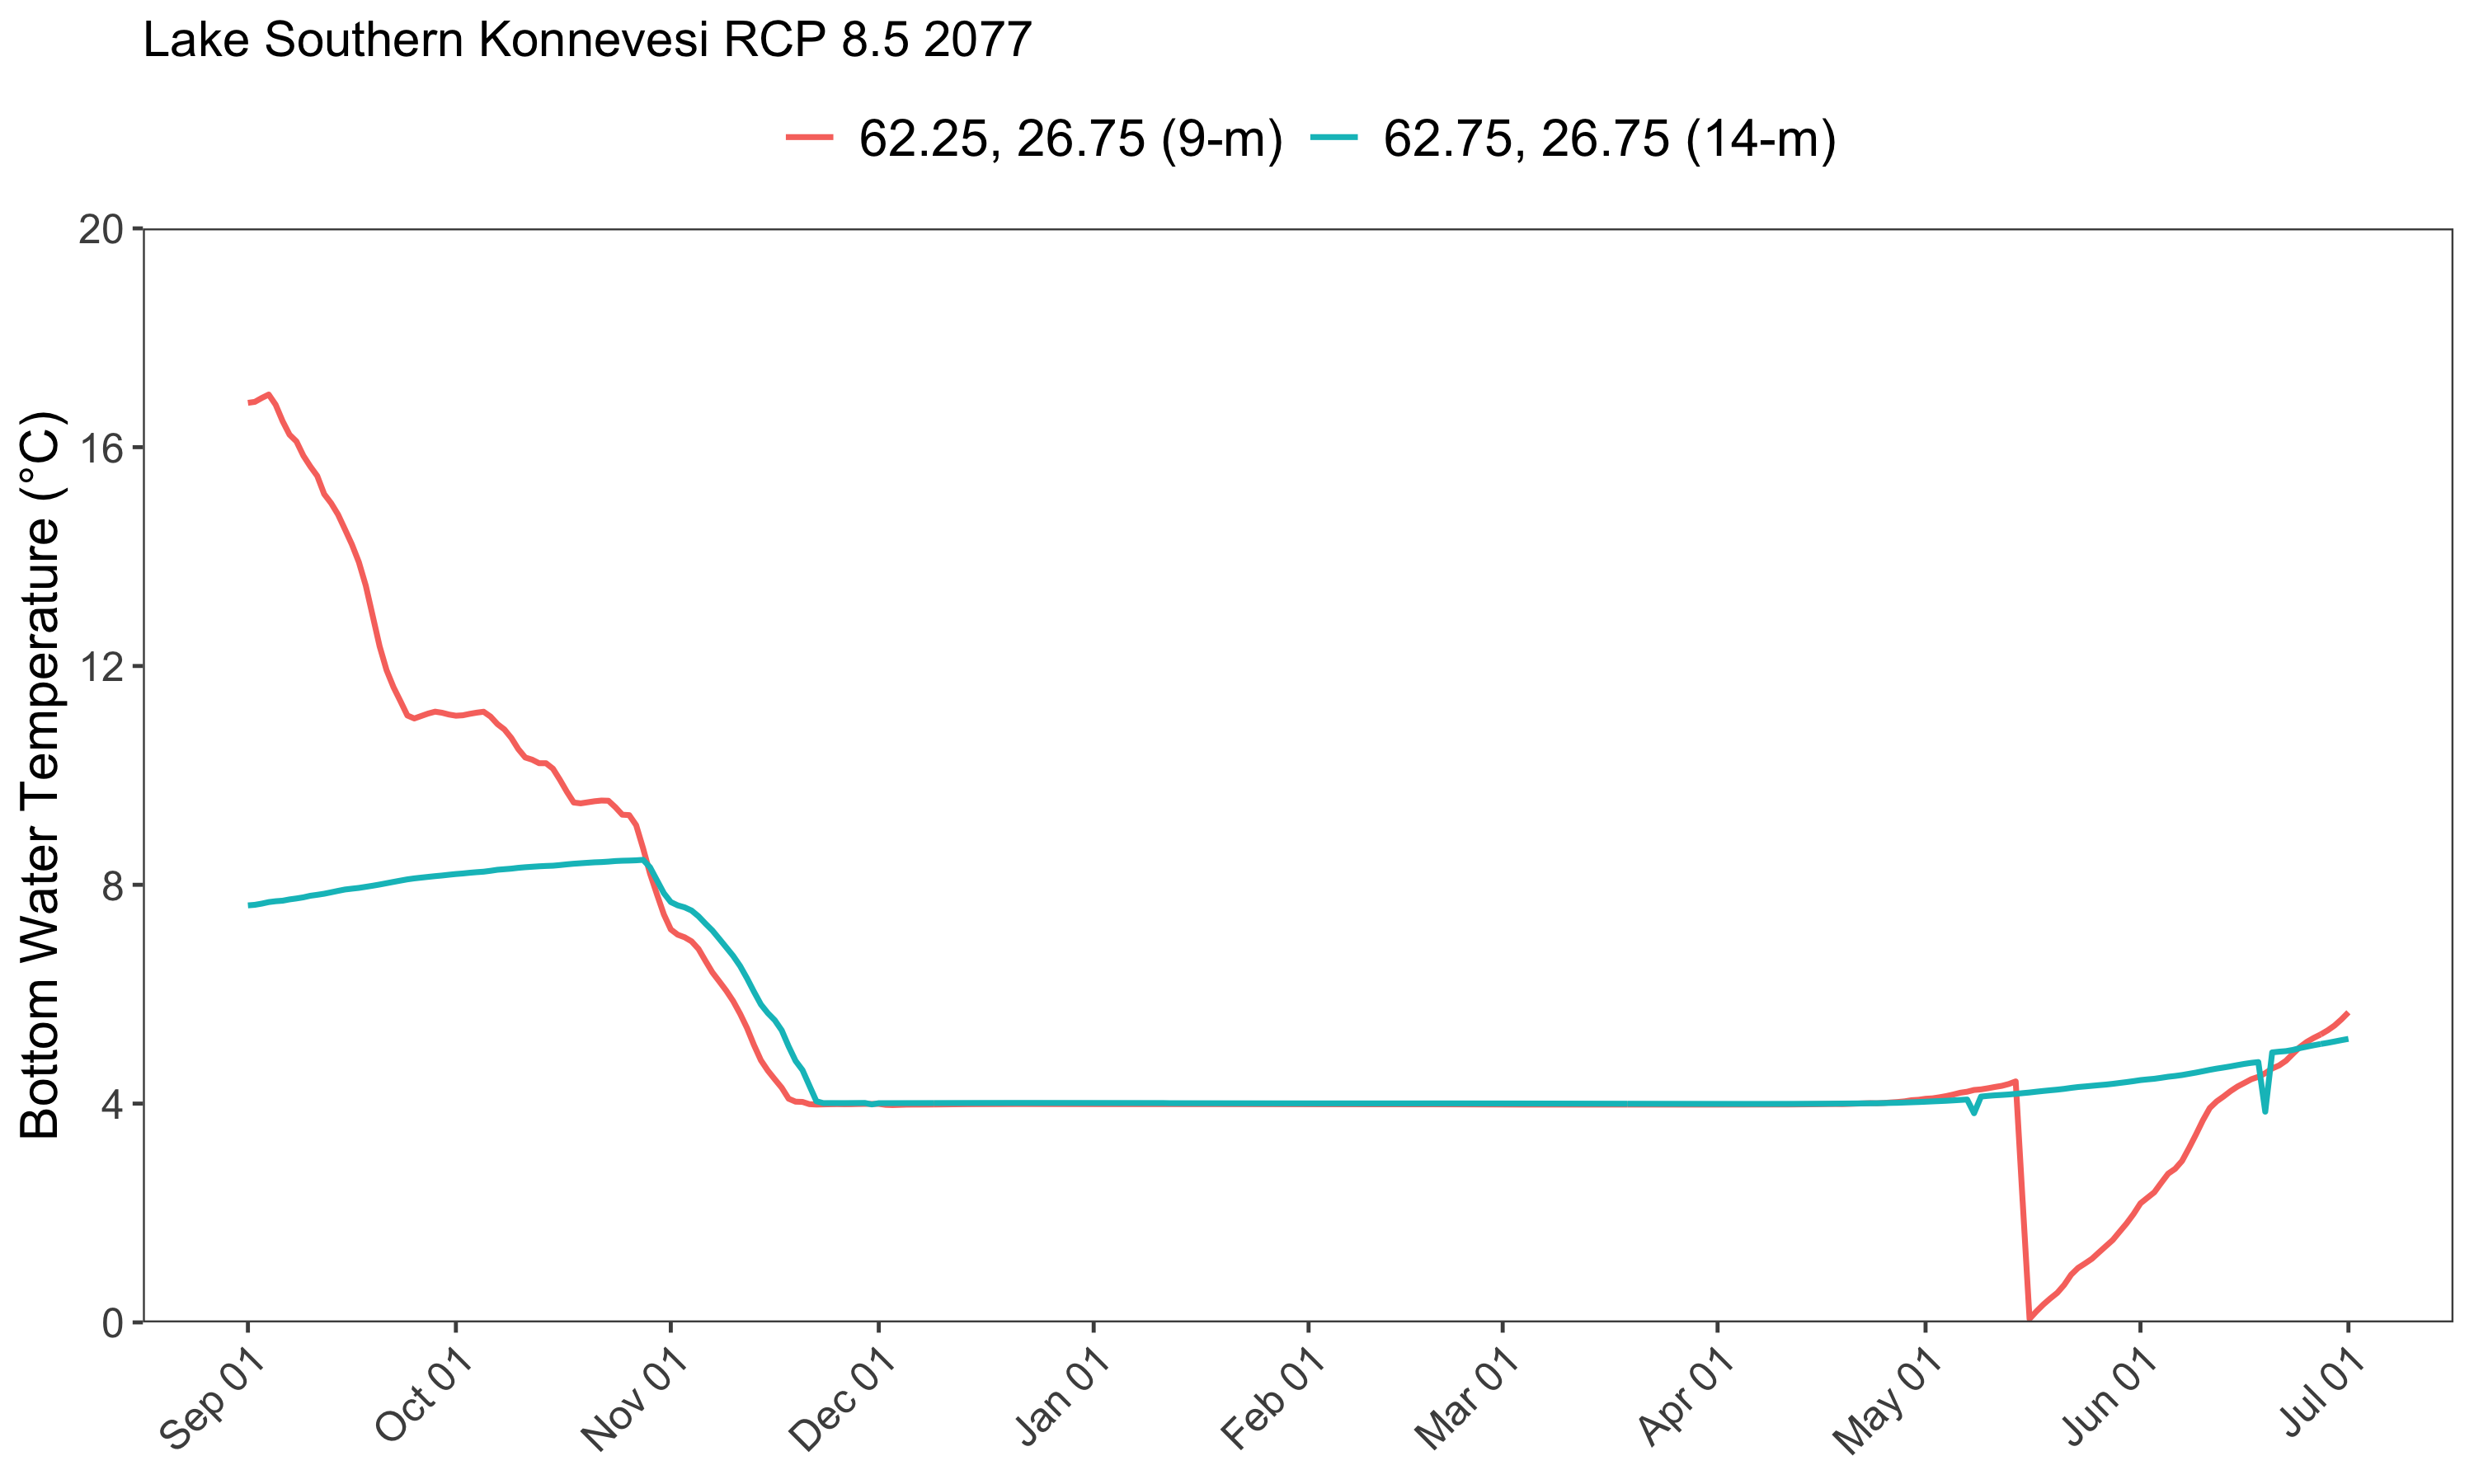 Lake Southern Konnevesi RCP 8.5 2077
62.25, 26.75 (9-m) 62.75, 26.75 (14-m)
Bottom Water Temperature (°C)
20
16
12
8
4
0
Sep 01 Oct 01 Nov 01 Dec 01 Jan 01 Feb 01 Mar 01 Apr 01 May 01 Jun 01 Jul 01